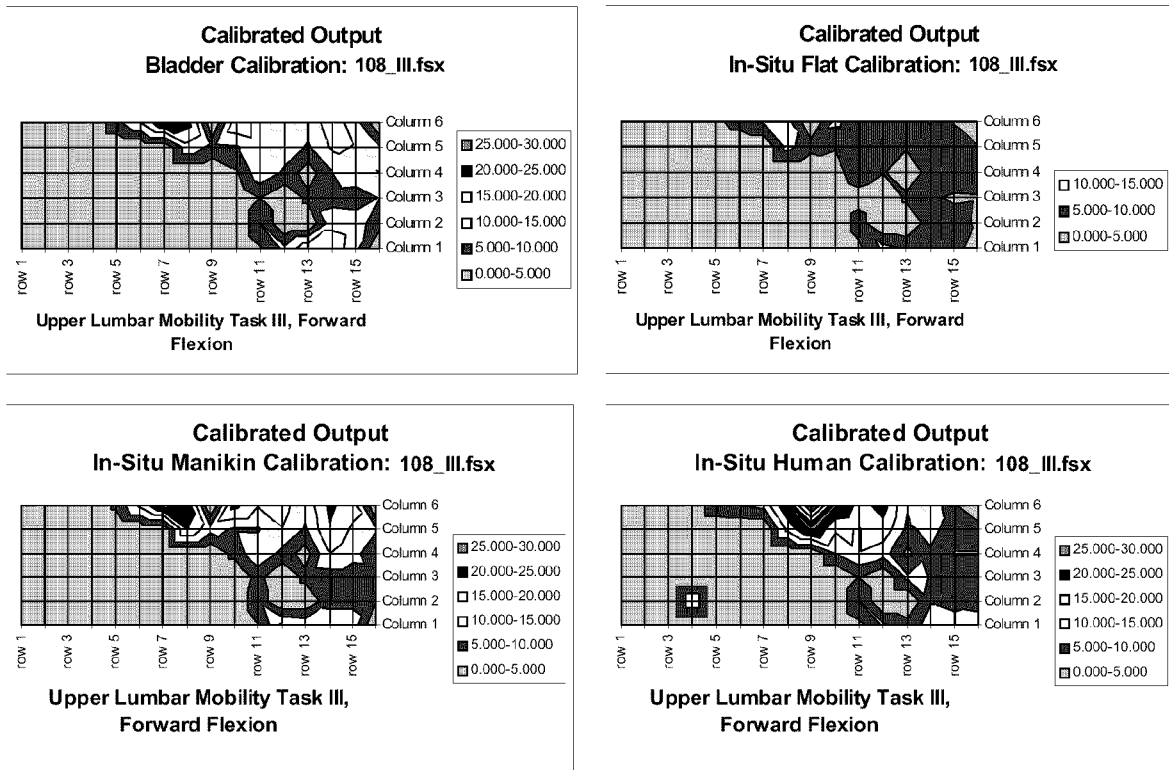 Calibrated Output
Bladder Calibration: 108_III.fsx
Column 6
Column 5
Column 4
Column 3
Column 2
Column 1
row 1
row 3
row 5
row 7
row 9
row 11
row 13
row 15
25.000-30.000
20.000-25.000
15.000-20.000
10.000-15.000
5.000-10.000
0.000-5.000
Upper Lumbar Mobility Task III, Forward
Flexion
Calibrated Output
In-Situ Flat Calibration: 108_III.fsx
Column 6
Column 5
Column 4
Column 3
Column 2
Column 1
row 1
row 3
row 5
row 7
row 9
row 11
row 13
row 15
10.000-15.000
5.000-10.000
0.000-5.000
Upper Lumbar Mobility Task III, Forward
Flexion
Calibrated Output
In-Situ Manikin Calibration: 108_III.fsx
Column 6
Column 5
Column 4
Column 3
Column 2
Column 1
row 1
row 3
row 5
row 7
row 9
row 11
row 13
row 15
25.000-30.000
20.000-25.000
15.000-20.000
10.000-15.000
5.000-10.000
0.000-5.000
Upper Lumbar Mobility Task III,
Forward Flexion
Calibrated Output
In-Situ Human Calibration: 108_III.fsx
Column 6
Column 5
Column 4
Column 3
Column 2
Column 1
row 1
row 3
row 5
row 7
row 9
row 11
row 13
row 15
25.000-30.000
20.000-25.000
15.000-20.000
10.000-15.000
5.000-10.000
0.000-5.000
Upper Lumbar Mobility Task III,
Forward Flexion